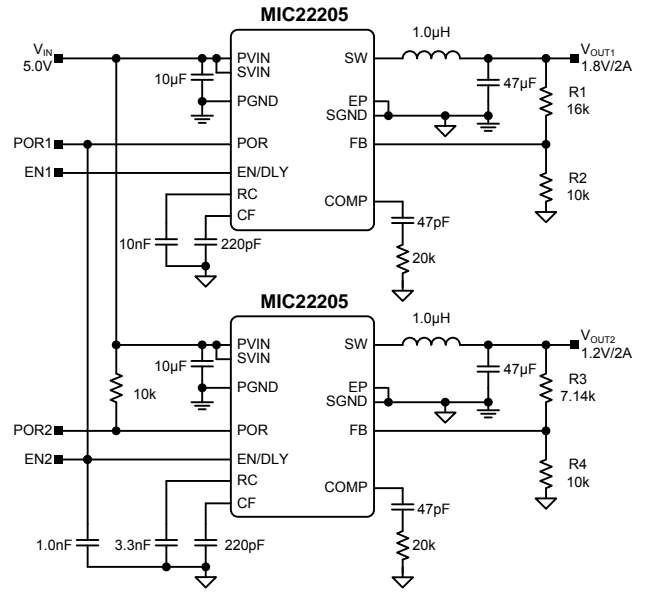 MIC22205
1.0µH
VIN
5.0V
PVIN
SVIN
SW
VOUT1
1.8V/2A
10µF
47µF
R1
16k
PGND
EP
SGND
POR1
POR
FB
EN1
EN/DLY
R2
10k
RC
COMP
CF
47pF
10nF
220pF
20k
MIC22205
1.0µH
PVIN
SVIN
SW
VOUT2
1.2V/2A
10µF
47µF
R3
7.14k
10k
PGND
EP
SGND
POR2
POR
FB
EN2
EN/DLY
R4
10k
RC
COMP
CF
47pF
1.0nF
3.3nF
220pF
20k